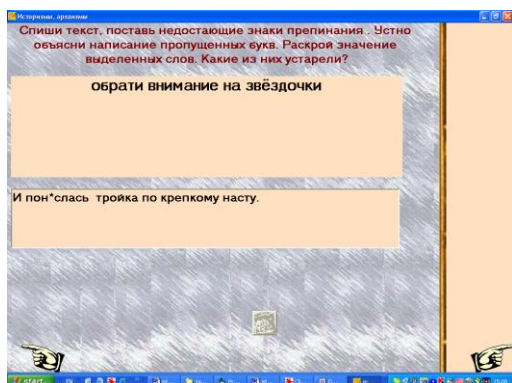 Историзмы, архаизмы
Спиши текст, поставь недостающие знаки препинания. Устно
объясни написание пропущенных букв. Раскрой значение
выделенных слов. Какие из них устарели?
обрати внимание на звёздочки
И пон*слась тройка по крепкому насту.
start